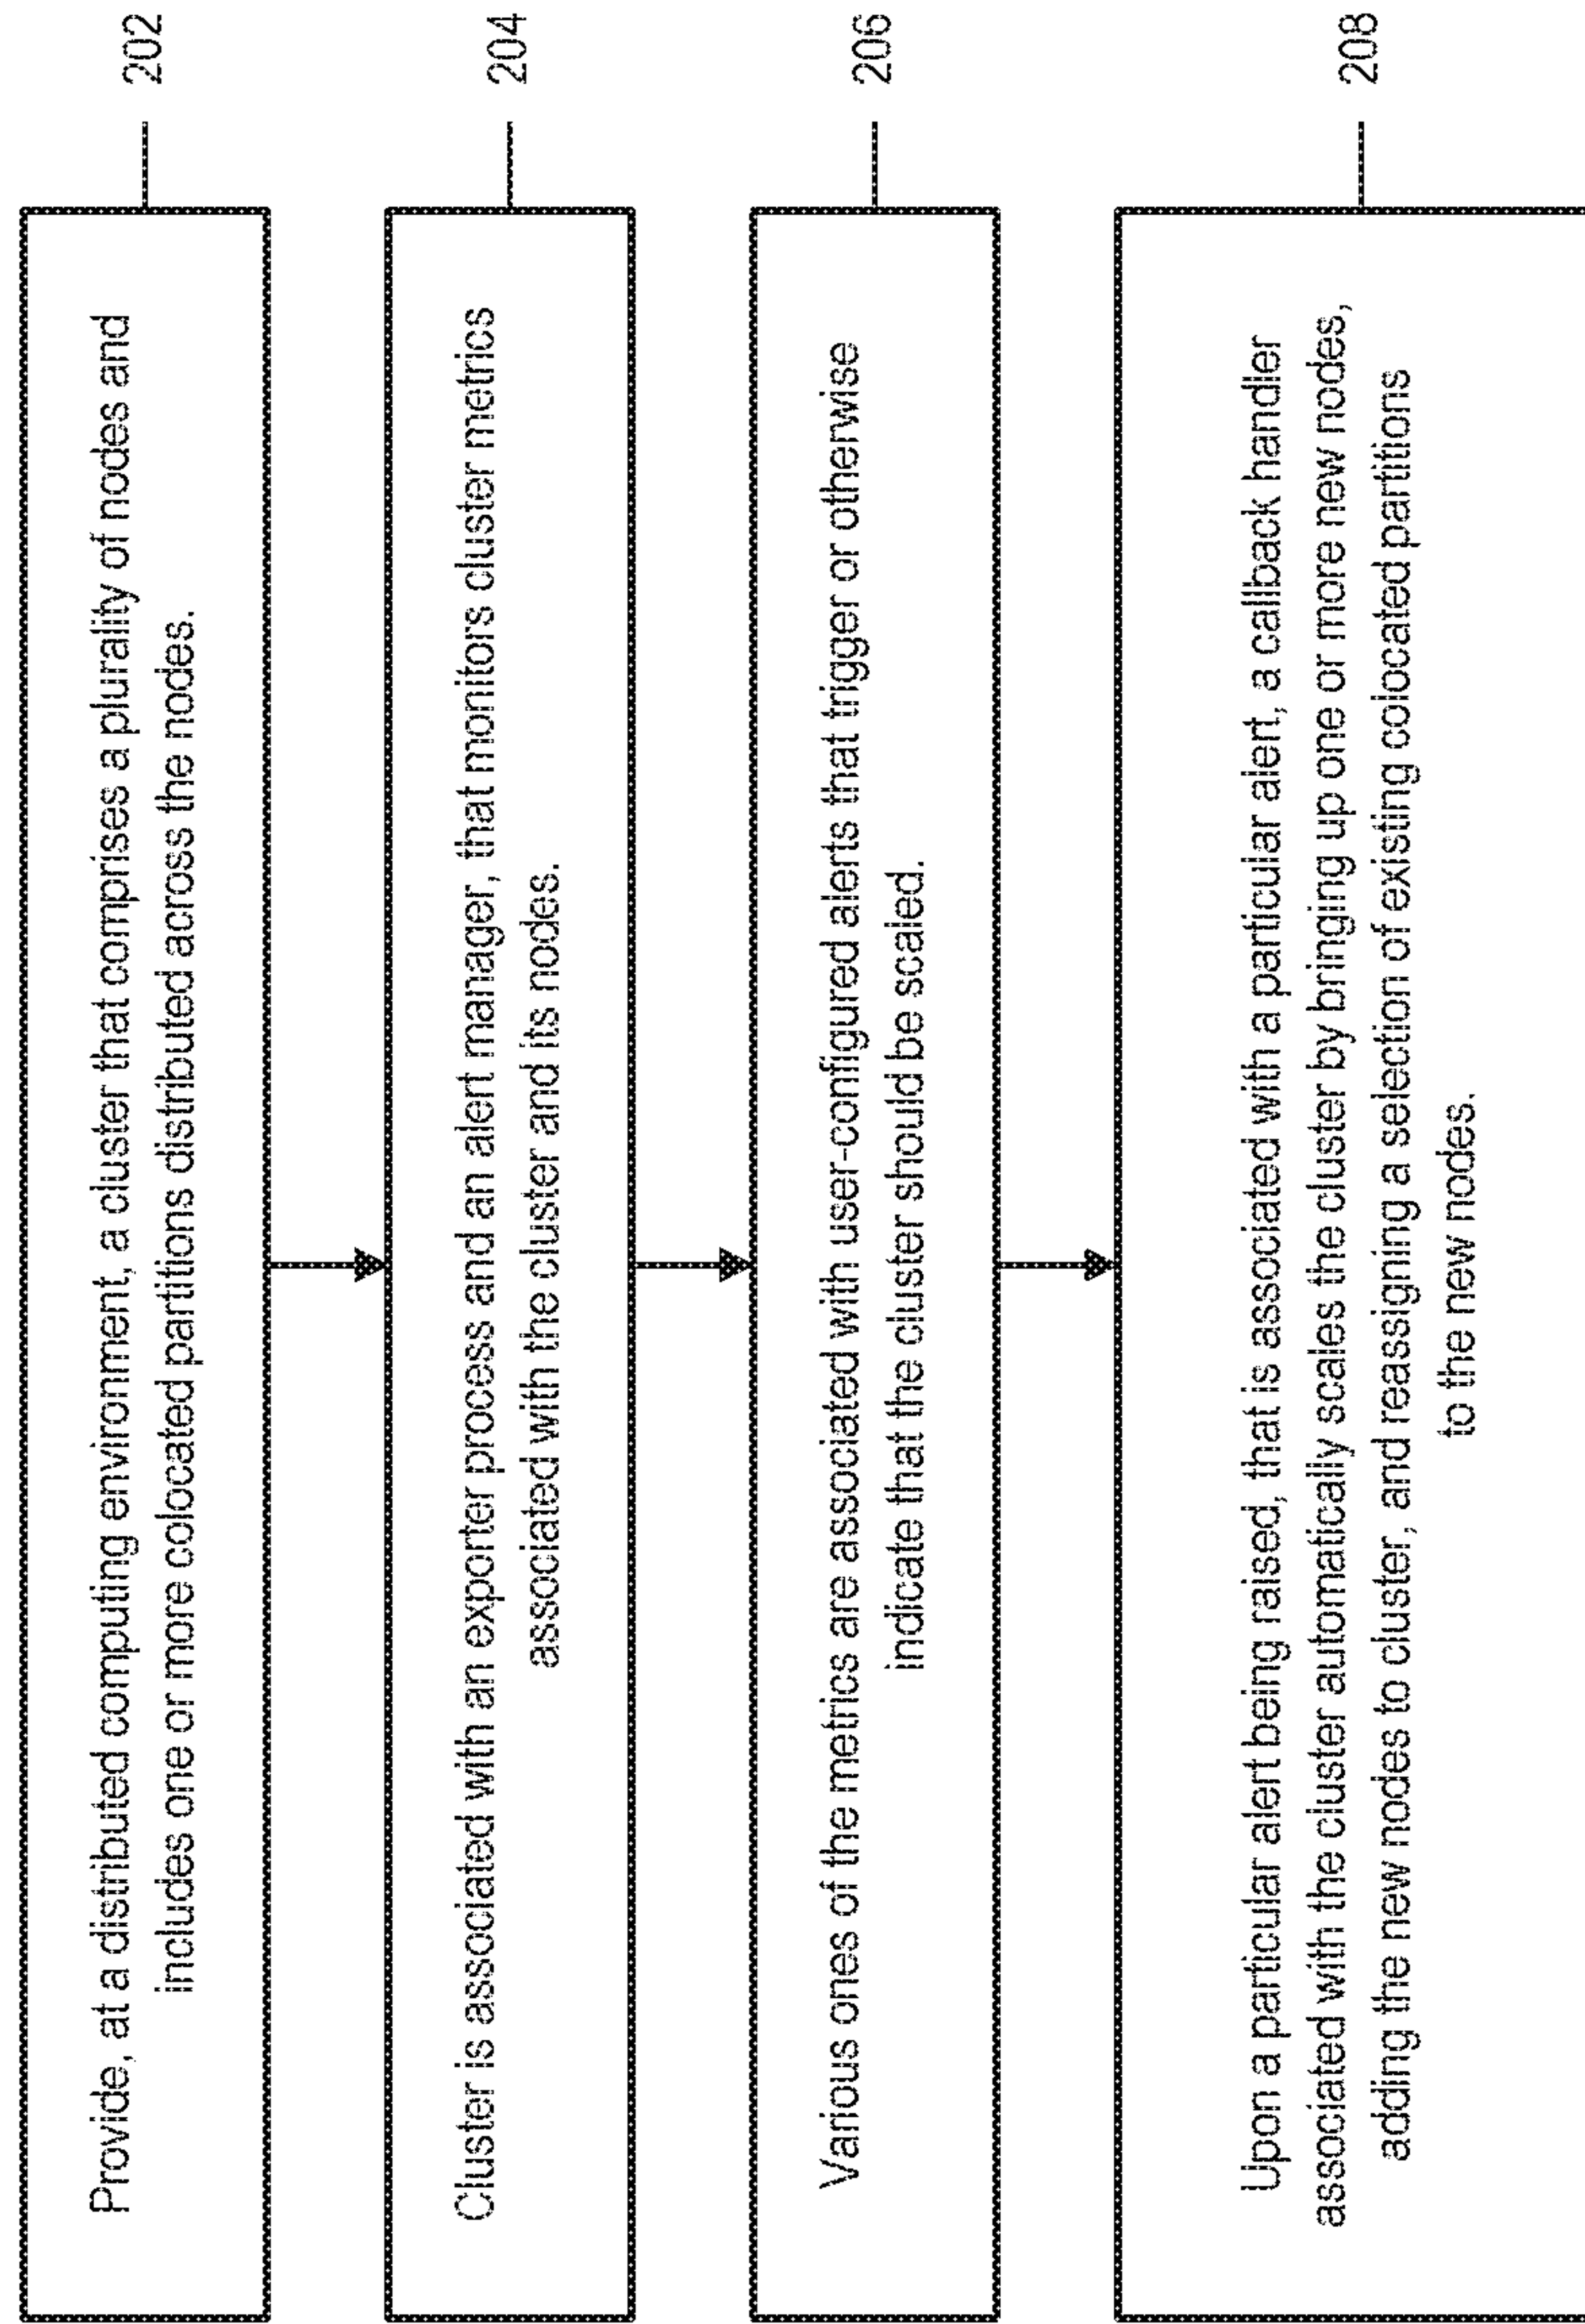 Provide, at a distributed computing environment, a cluster that comprises a plurality of nodes and
includes one or more colocated partitions distributed across the nodes.
202
Cluster is associated with an exporter process and an alert manager, that monitors cluster metrics
associated with the cluster and its nodes.
204
Various ones of the metrics are associated with user-configured alerts that trigger or otherwise
indicate that the cluster should be scaled.
206
Upon a particular alert being raised, that is associated with a particular alert, a callback handler
associated with the cluster automatically scales the cluster by bringing up one or more new nodes,
adding the new nodes to cluster, and reassigning a selection of existing colocated partitions
to the new nodes.
208